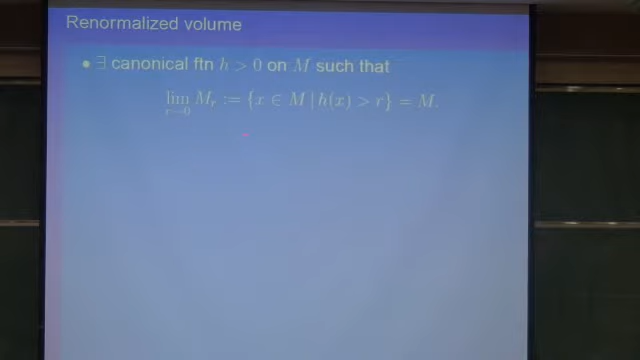 Renormalized volume
• ∃ canonical ftn h > 0 on M such that
lim_{r→0} M_r := {x ∈ M | h(x) > r} = M.